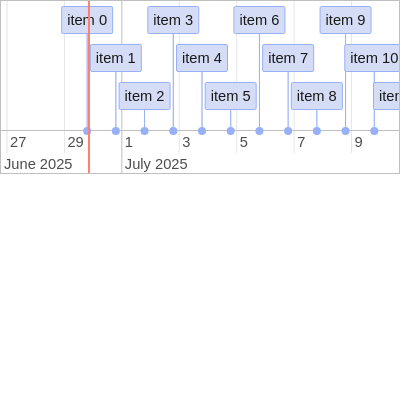 item 0 item 3 item 6 item 9
item 1 item 4 item 7 item 10
item 2 item 5 item 8
27 29 1 3 5 7 9
June 2025 July 2025